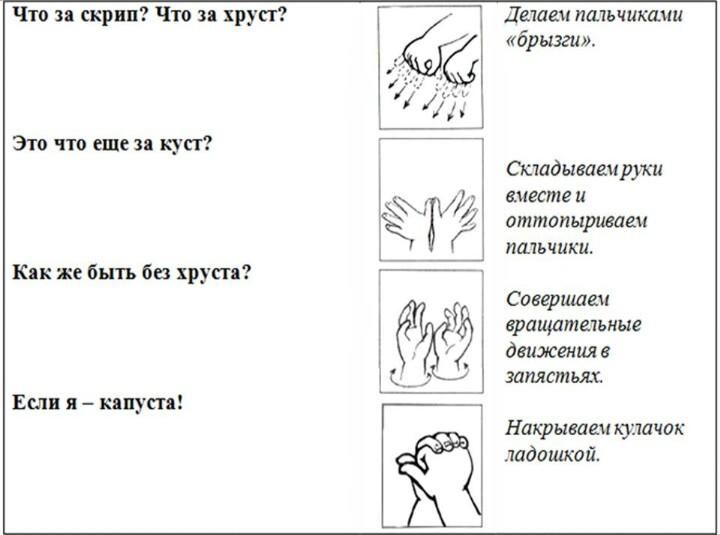 Что за скрип? Что за хруст?
Делаем пальчиками
«брызги».
Это что еще за куст?
Складываем руки
вместе и
оттопыриваем
пальчики.
Как же быть без хруста?
Совершаем
вращательные
движения в
запястьях.
Если я – капуста!
Накрываем кулачок
ладошкой.